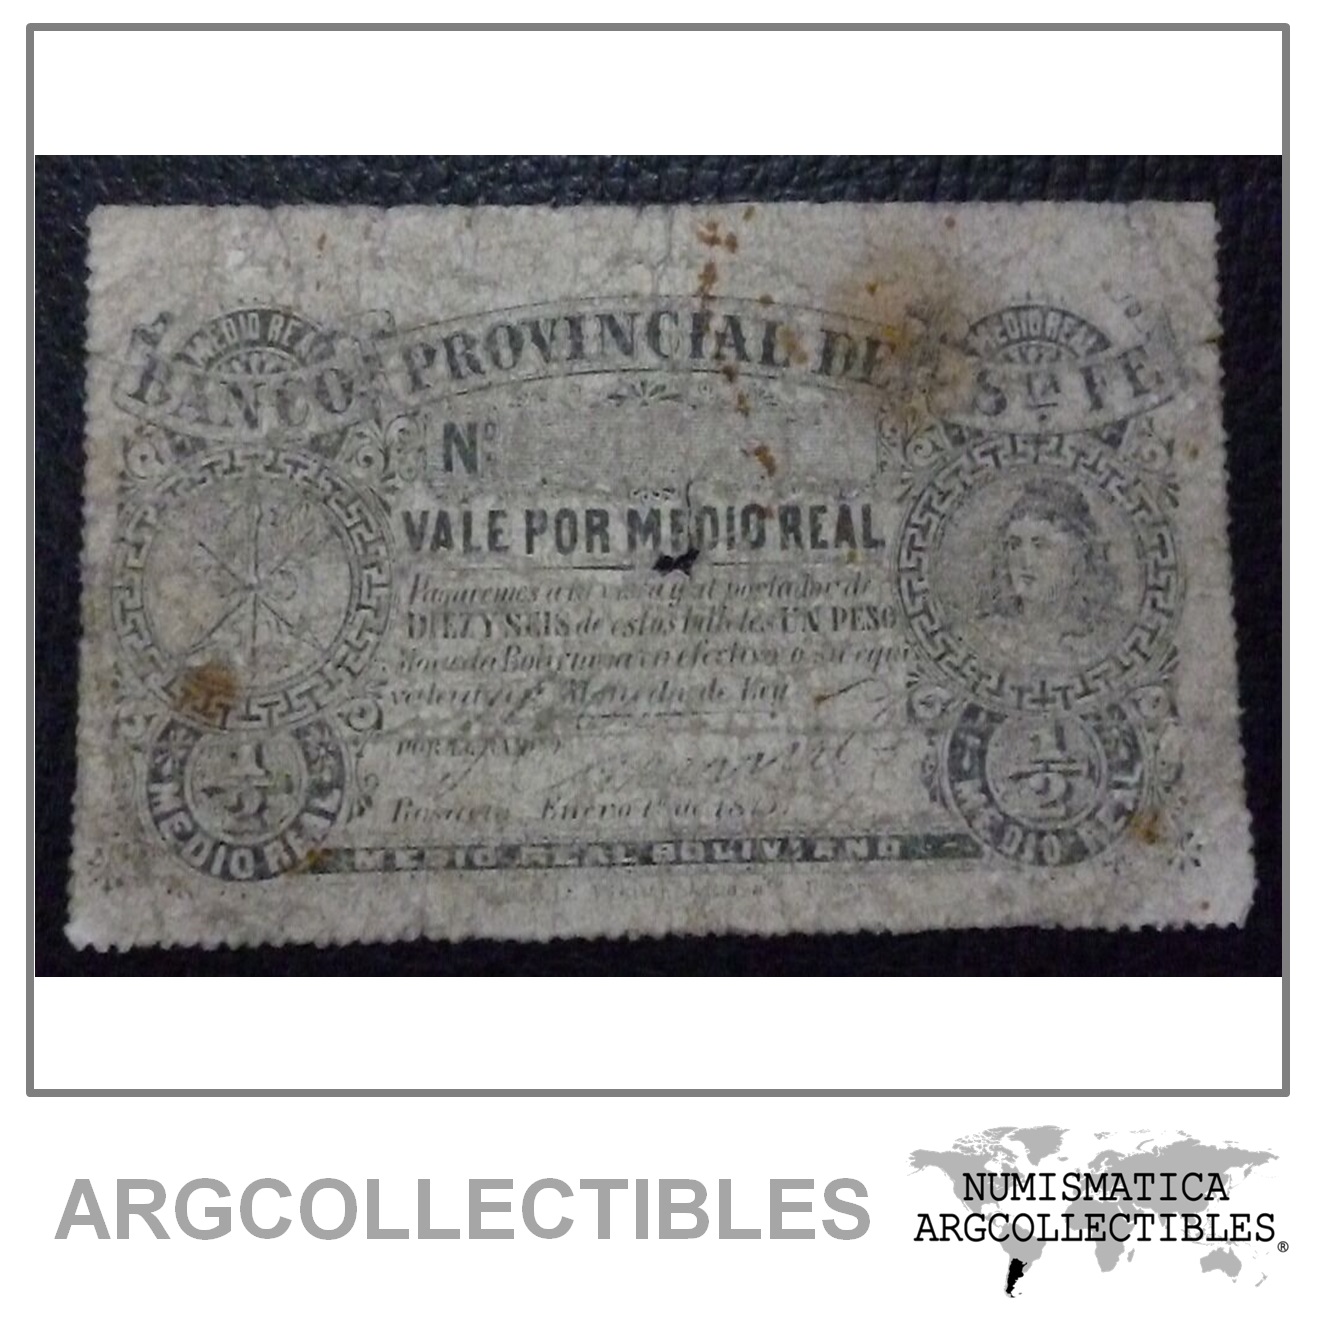 MEDIO REAL
MEDIO REAL
BANCO PROVINCIAL DE Sta FE
Nº
VALE POR MEDIO REAL
Pagaremos a la vista y al portador de
DIEZ Y SEIS de estos billetes UN PESO
Moneda Boliviana en efectivo o su equi
valente en Moneda de Ley
Rosario Enero 1º de 187
1/2
MEDIO REAL
1/2
MEDIO REAL
MEDIO REAL BOLIVIANO
ARGCOLLECTIBLES
NUMISMATICA
ARGCOLLECTIBLES®